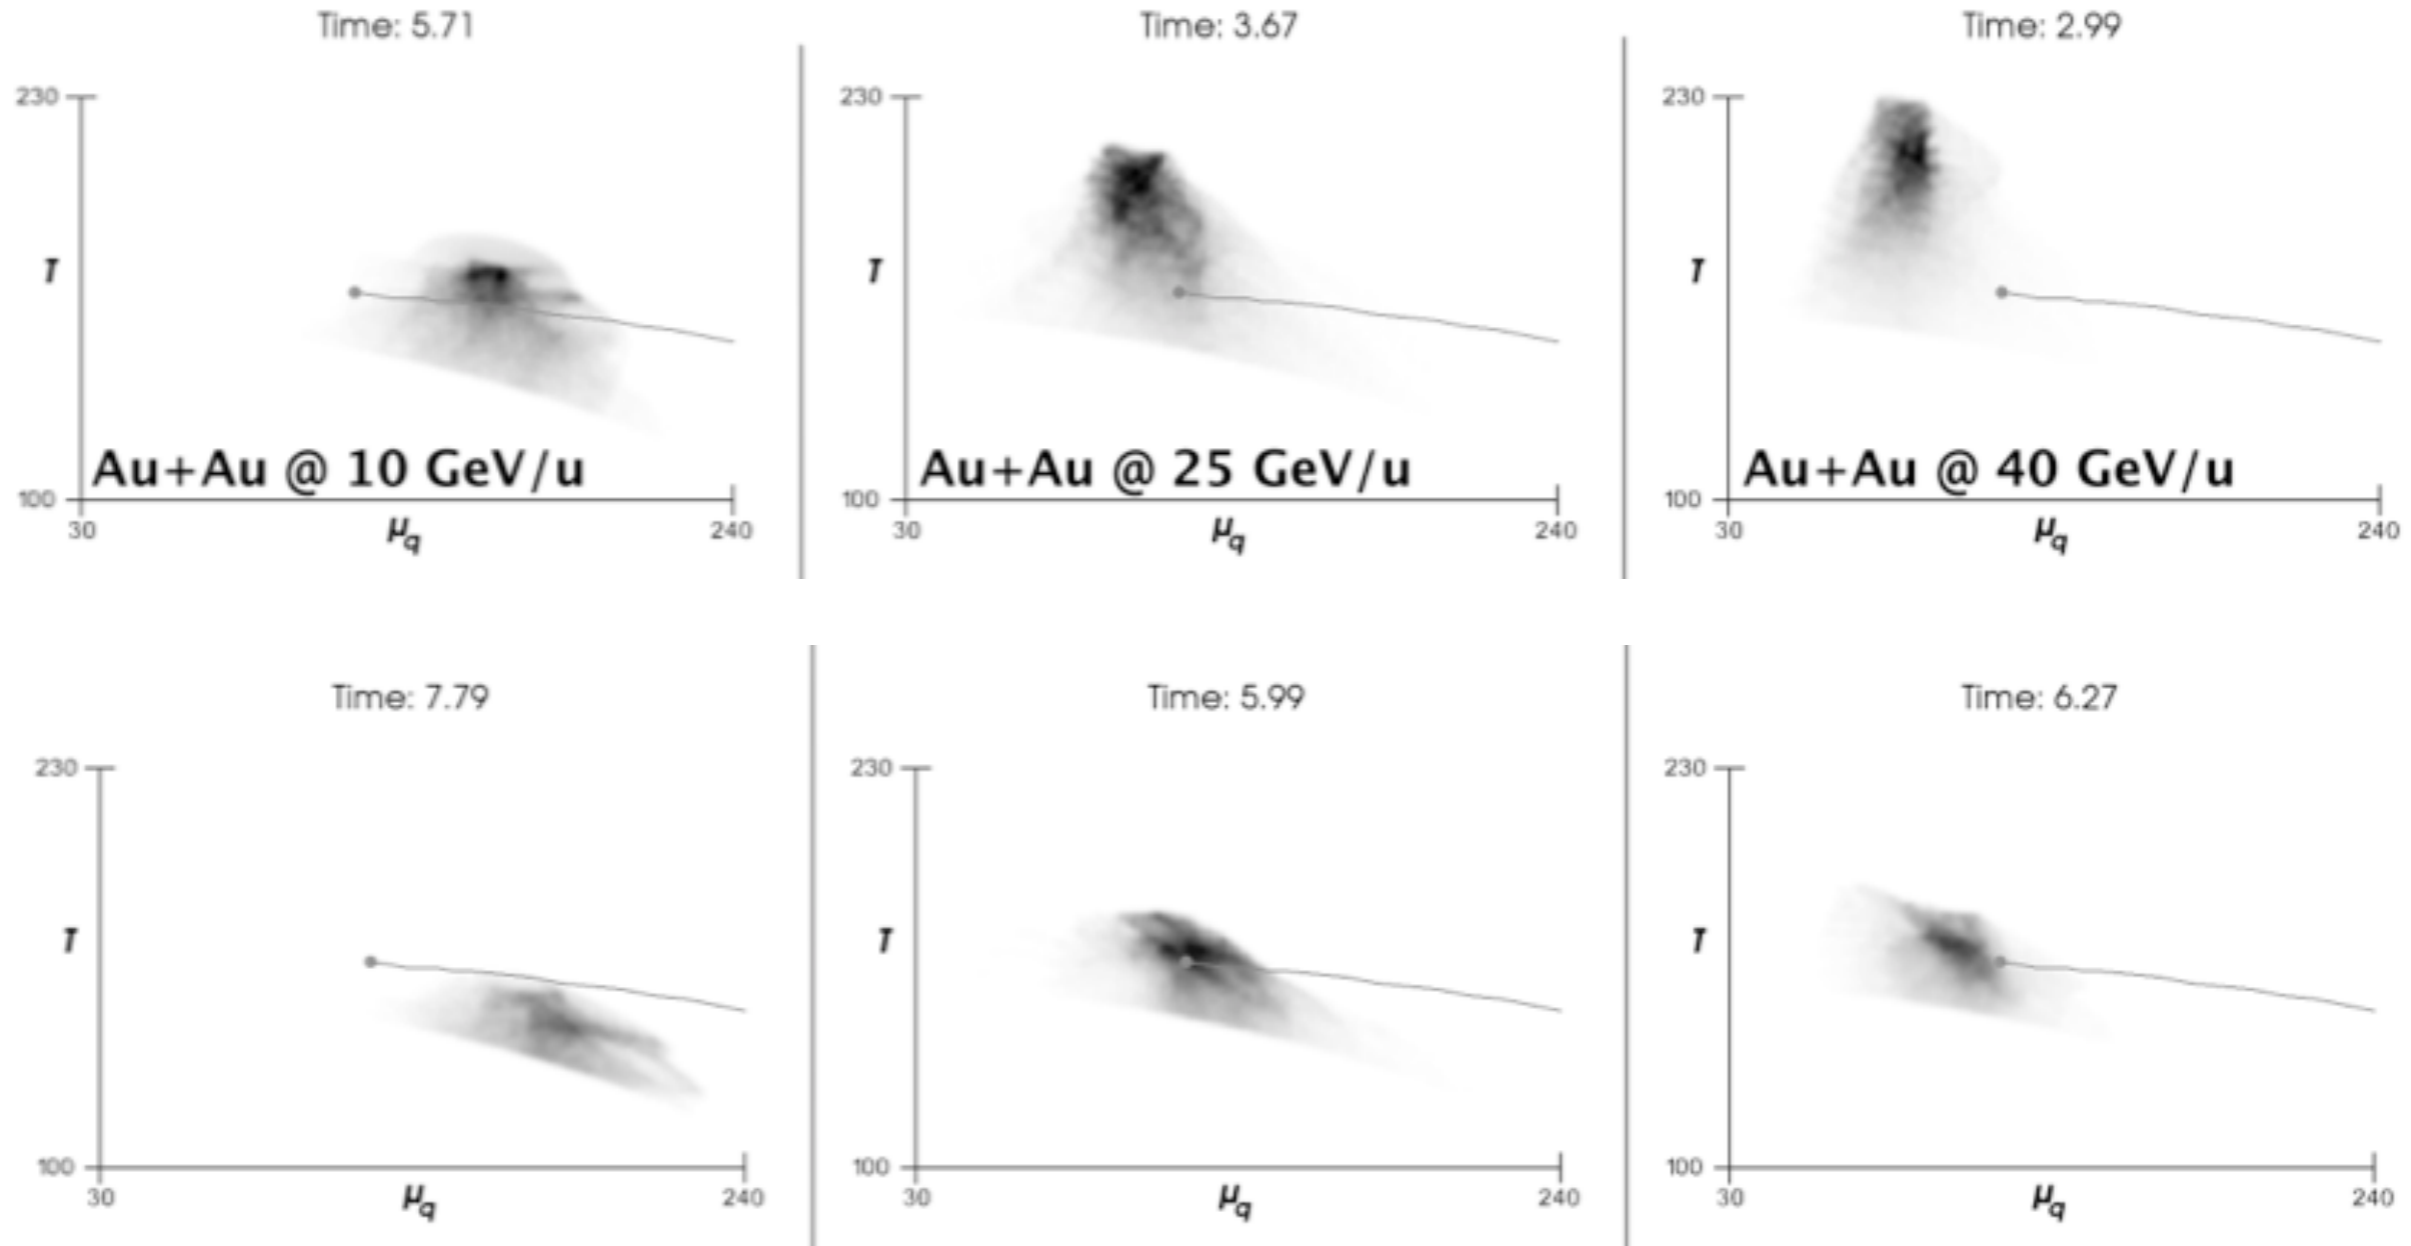 Time: 5.71
230
T
Au+Au @ 10 GeV/u
100
30
μq
240
Time: 3.67
230
T
Au+Au @ 25 GeV/u
100
30
μq
240
Time: 2.99
230
T
Au+Au @ 40 GeV/u
100
30
μq
240
Time: 7.79
230
T
100
30
μq
240
Time: 5.99
230
T
100
30
μq
240
Time: 6.27
230
T
100
30
μq
240